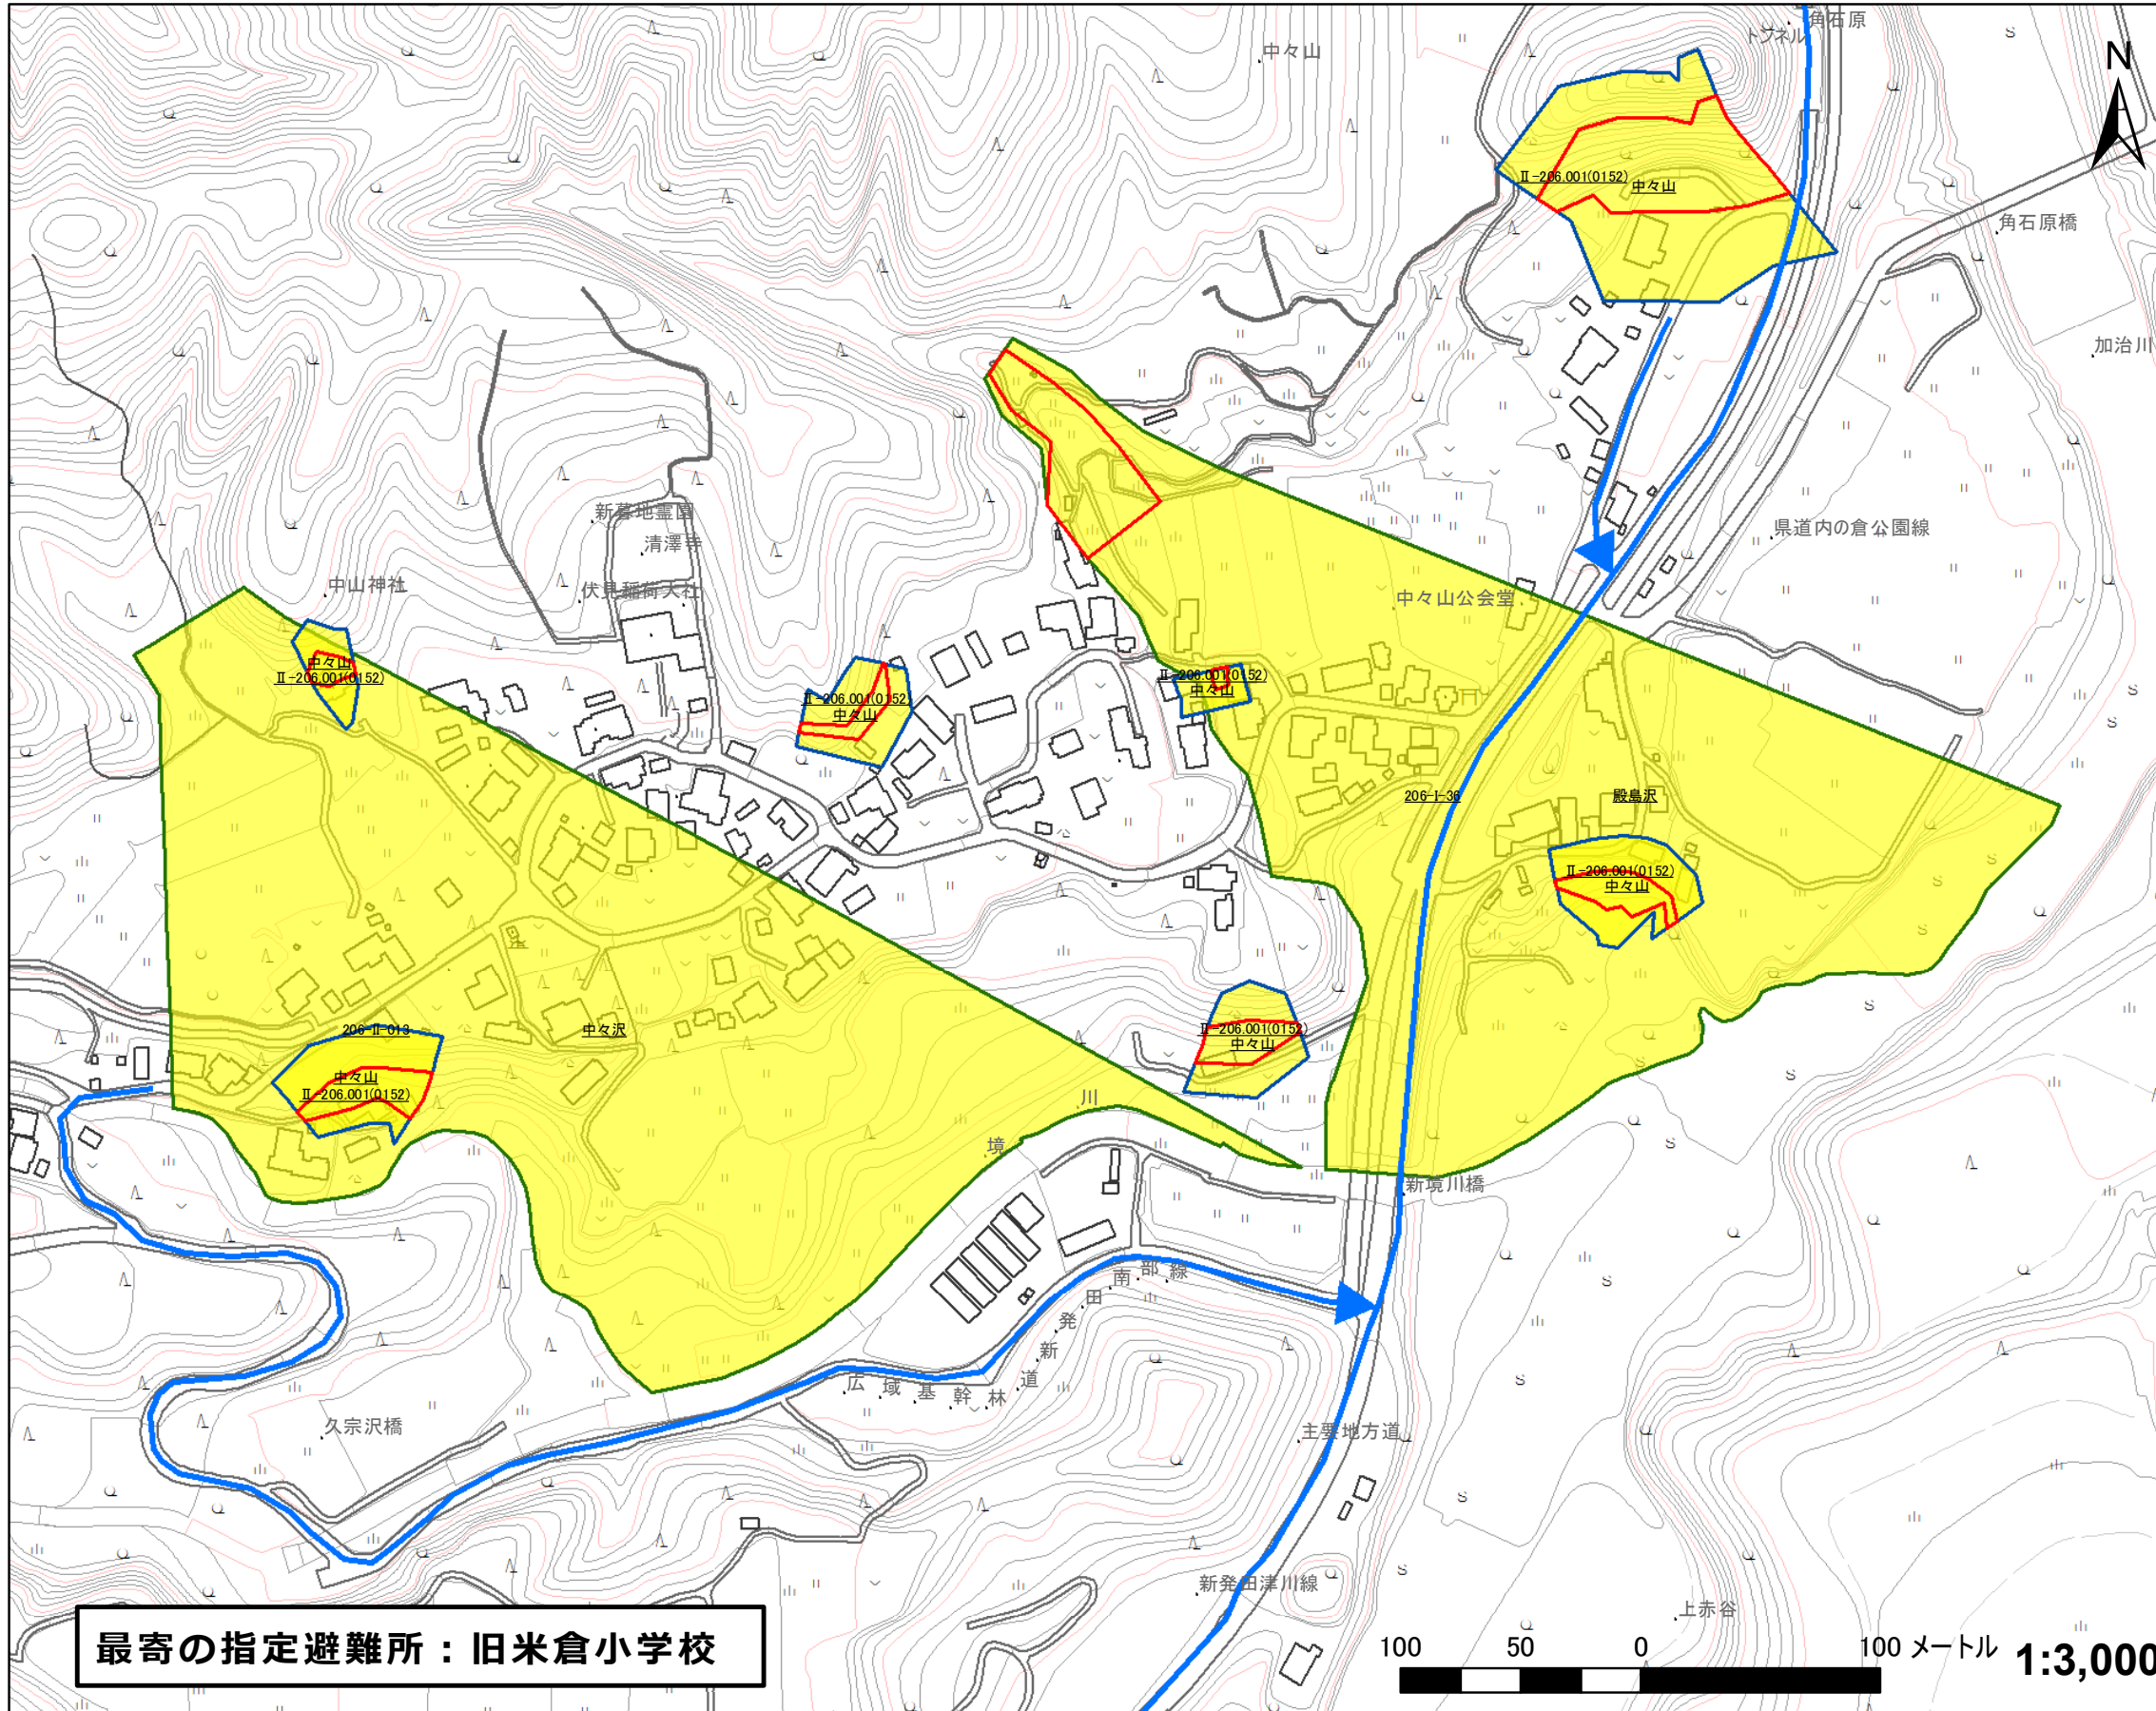 角石原
トンネル
中々山
N
Ⅱ-206.001(0152)
中々山
角石原橋
加治川
新墓地霊園
清澤寺
県道内の倉公園線
中山神社
伏見稲荷大社
中々山公会堂
中々山
Ⅱ-206.001(0152)
Ⅱ-206.001(0152)
中々山
Ⅱ-206.001(0152)
中々山
206-Ⅰ-36
殿島沢
Ⅱ-206.001(0152)
中々山
206-Ⅱ-013
中々沢
Ⅱ-206.001(0152)
中々山
中々山
Ⅱ-206.001(0152)
境川
新境川橋
広域基幹林道新発田南部線
久宗沢橋
主要地方道
新発田津川線
上赤谷
最寄の指定避難所：旧米倉小学校
100 50 0 100 メートル
1:3,000